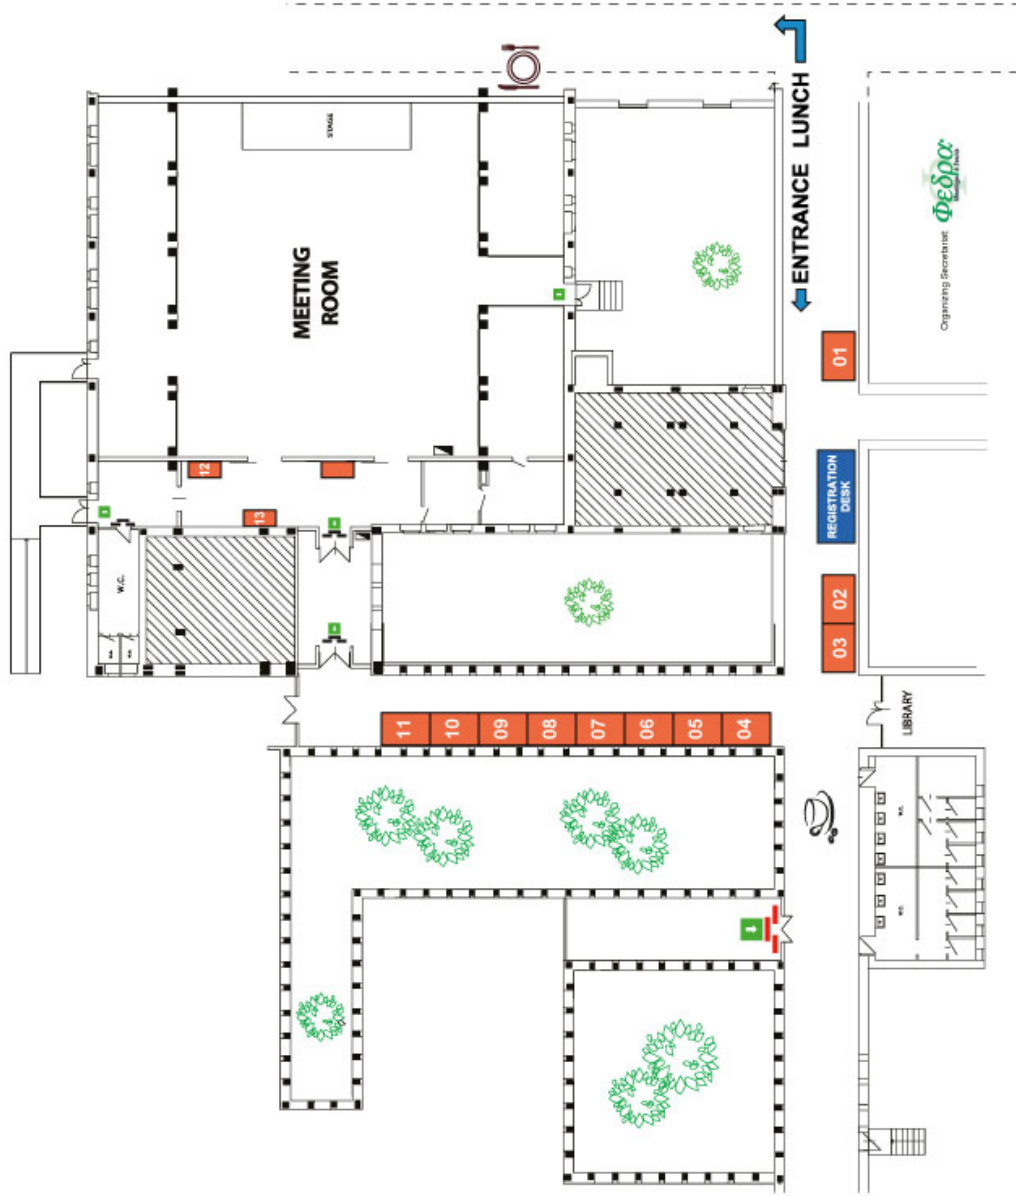 STAGE
MEETING
ROOM
ENTRANCE LUNCH
Organizing Secretariat:
Φεδρα
01
REGISTRATION
DESK
02
03
12
13
W.C.
11
10
09
08
07
06
05
04
LIBRARY
W.C.
W.C.